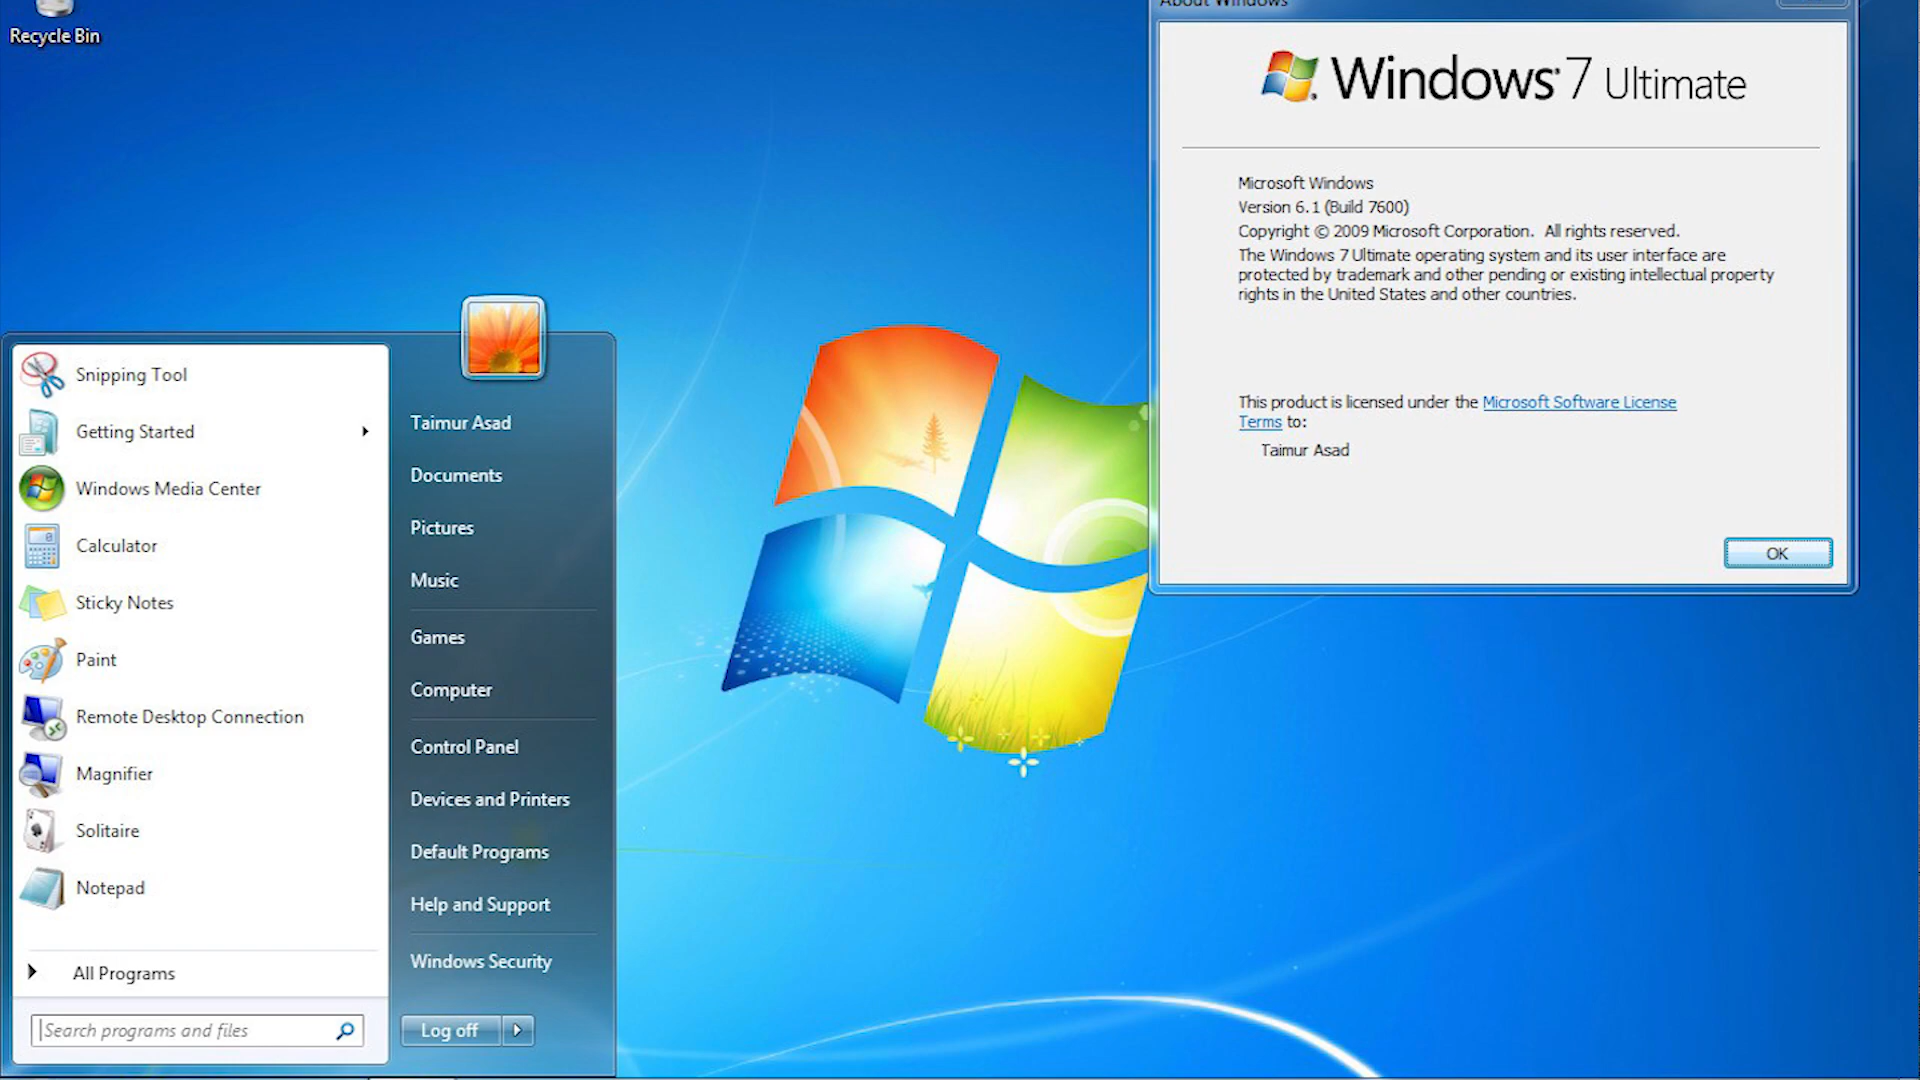 Recycle Bin
About Windows
Windows 7 Ultimate
Microsoft Windows
Version 6.1 (Build 7600)
Copyright © 2009 Microsoft Corporation. All rights reserved.
The Windows 7 Ultimate operating system and its user interface are
protected by trademark and other pending or existing intellectual property
rights in the United States and other countries.
This product is licensed under the Microsoft Software License
Terms to:
Taimur Asad
OK
Snipping Tool
Getting Started
Windows Media Center
Calculator
Sticky Notes
Paint
Remote Desktop Connection
Magnifier
Solitaire
Notepad
All Programs
Search programs and files
Taimur Asad
Documents
Pictures
Music
Games
Computer
Control Panel
Devices and Printers
Default Programs
Help and Support
Windows Security
Log off